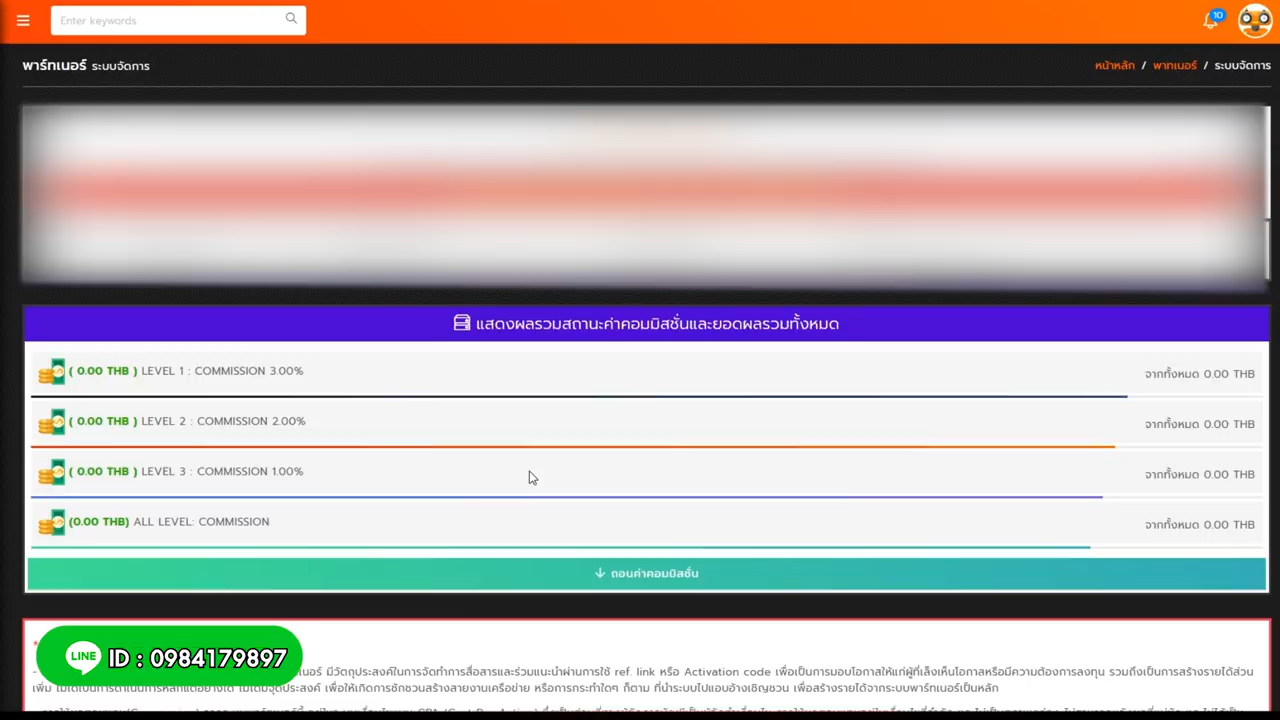 Enter keywords
10
พาร์ทเนอร์ ระบบจัดการ
หน้าหลัก / พาทเนอร์ / ระบบจัดการ
แสดงผลรวมสถานะค่าคอมมิสชั่นและยอดผลรวมทั้งหมด
( 0.00 THB ) LEVEL 1 : COMMISSION 3.00%
จากทั้งหมด 0.00 THB
( 0.00 THB ) LEVEL 2 : COMMISSION 2.00%
จากทั้งหมด 0.00 THB
( 0.00 THB ) LEVEL 3 : COMMISSION 1.00%
จากทั้งหมด 0.00 THB
(0.00 THB) ALL LEVEL: COMMISSION
จากทั้งหมด 0.00 THB
ถอนค่าคอมมิสชั่น
*
LINE ID : 0984179897
มีวัตถุประสงค์ในการจัดทำการสื่อสารและร่วมแนะนำผ่านการใช้ ref. link หรือ Activation code เพื่อเป็นการมอบโอกาสให้แก่ผู้ที่เล็งเห็นโอกาสหรือมีความต้องการลงทุน รวมถึงเป็นการสร้างรายได้ส่วน
เพื่อให้เกิดการชักชวนสร้างสายงานเครือข่าย หรือการกระทำใดๆ ก็ตาม ที่นำระบบไปแอบอ้างเชิญชวน เพื่อสร้างรายได้จากระบบพาร์ทเนอร์เป็นหลัก